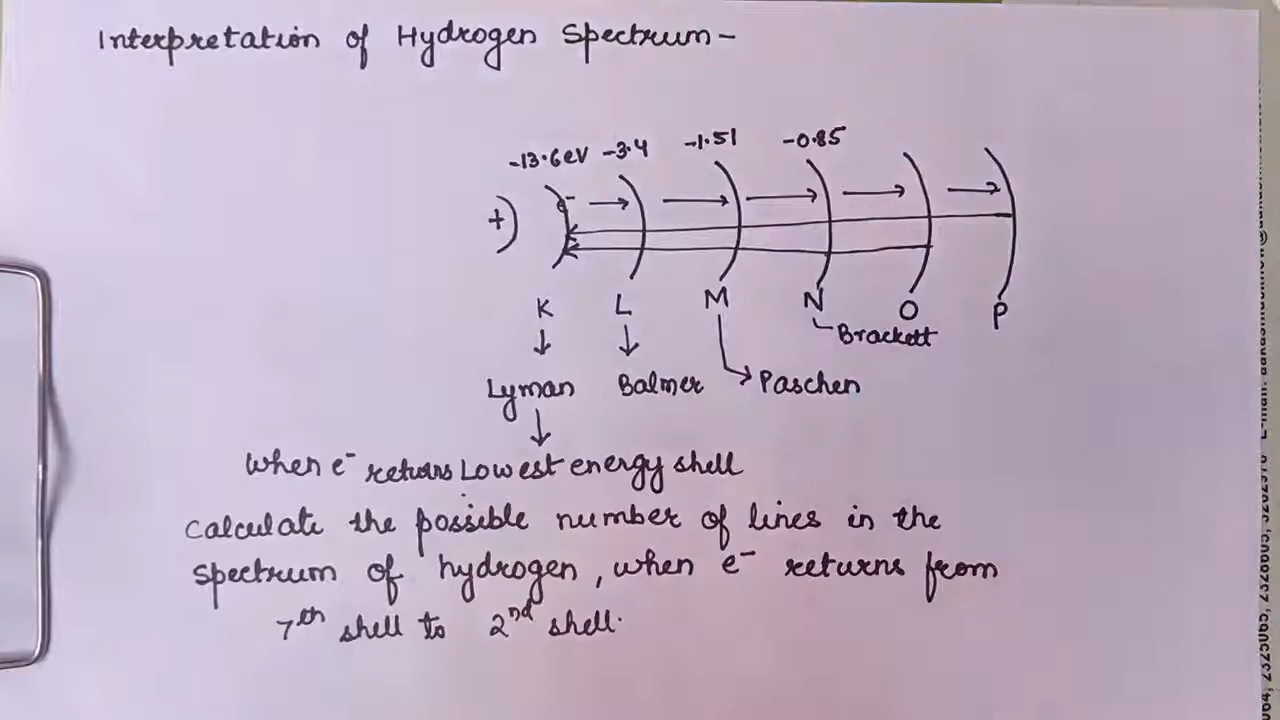 Interpretation of Hydrogen Spectrum-
-13.6eV -3.4 -1.51 -0.85
+ e-
K L M N O P
Brackett
Lyman Balmer Paschen
When e- returns Lowest energy shell
Calculate the possible number of lines in the
spectrum of hydrogen, when e- returns from
7th shell to 2nd shell.